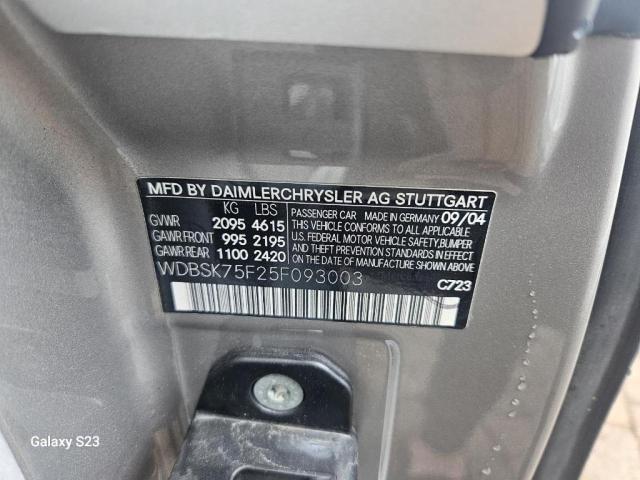 MFD BY DAIMLERCHRYSLER AG STUTTGART
KG LBS
GVWR 2095 4615
GAWR.FRONT 995 2195
GAWR.REAR 1100 2420
PASSENGER CAR MADE IN GERMANY 09/04
THIS VEHICLE CONFORMS TO ALL APPLICABLE
U.S. FEDERAL MOTOR VEHICLE SAFETY, BUMPER
AND THEFT PREVENTION STANDARDS IN EFFECT
ON THE DATE OF MANUFACTURE SHOWN ABOVE
WDBSK75F25F093003
C723
Galaxy S23